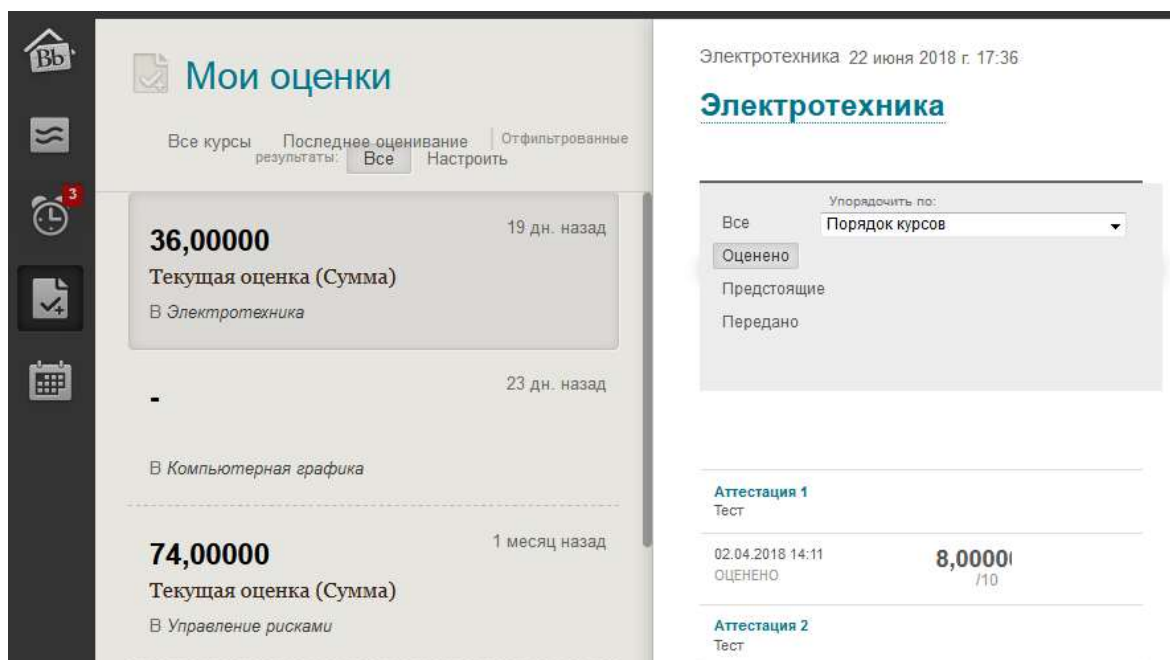 Bb
3
Мои оценки
Все курсы Последнее оценивание Отфильтрованные
результаты: Все Настроить
36,00000
19 дн. назад
Текущая оценка (Сумма)
В Электротехника
-
23 дн. назад
В Компьютерная графика
74,00000
1 месяц назад
Текущая оценка (Сумма)
В Управление рисками
Электротехника 22 июня 2018 г. 17:36
Электротехника
Упорядочить по:
Все Порядок курсов
Оценено
Предстоящие
Передано
Аттестация 1
Тест
02.04.2018 14:11
ОЦЕНЕНО
8,0000
/10
Аттестация 2
Тест